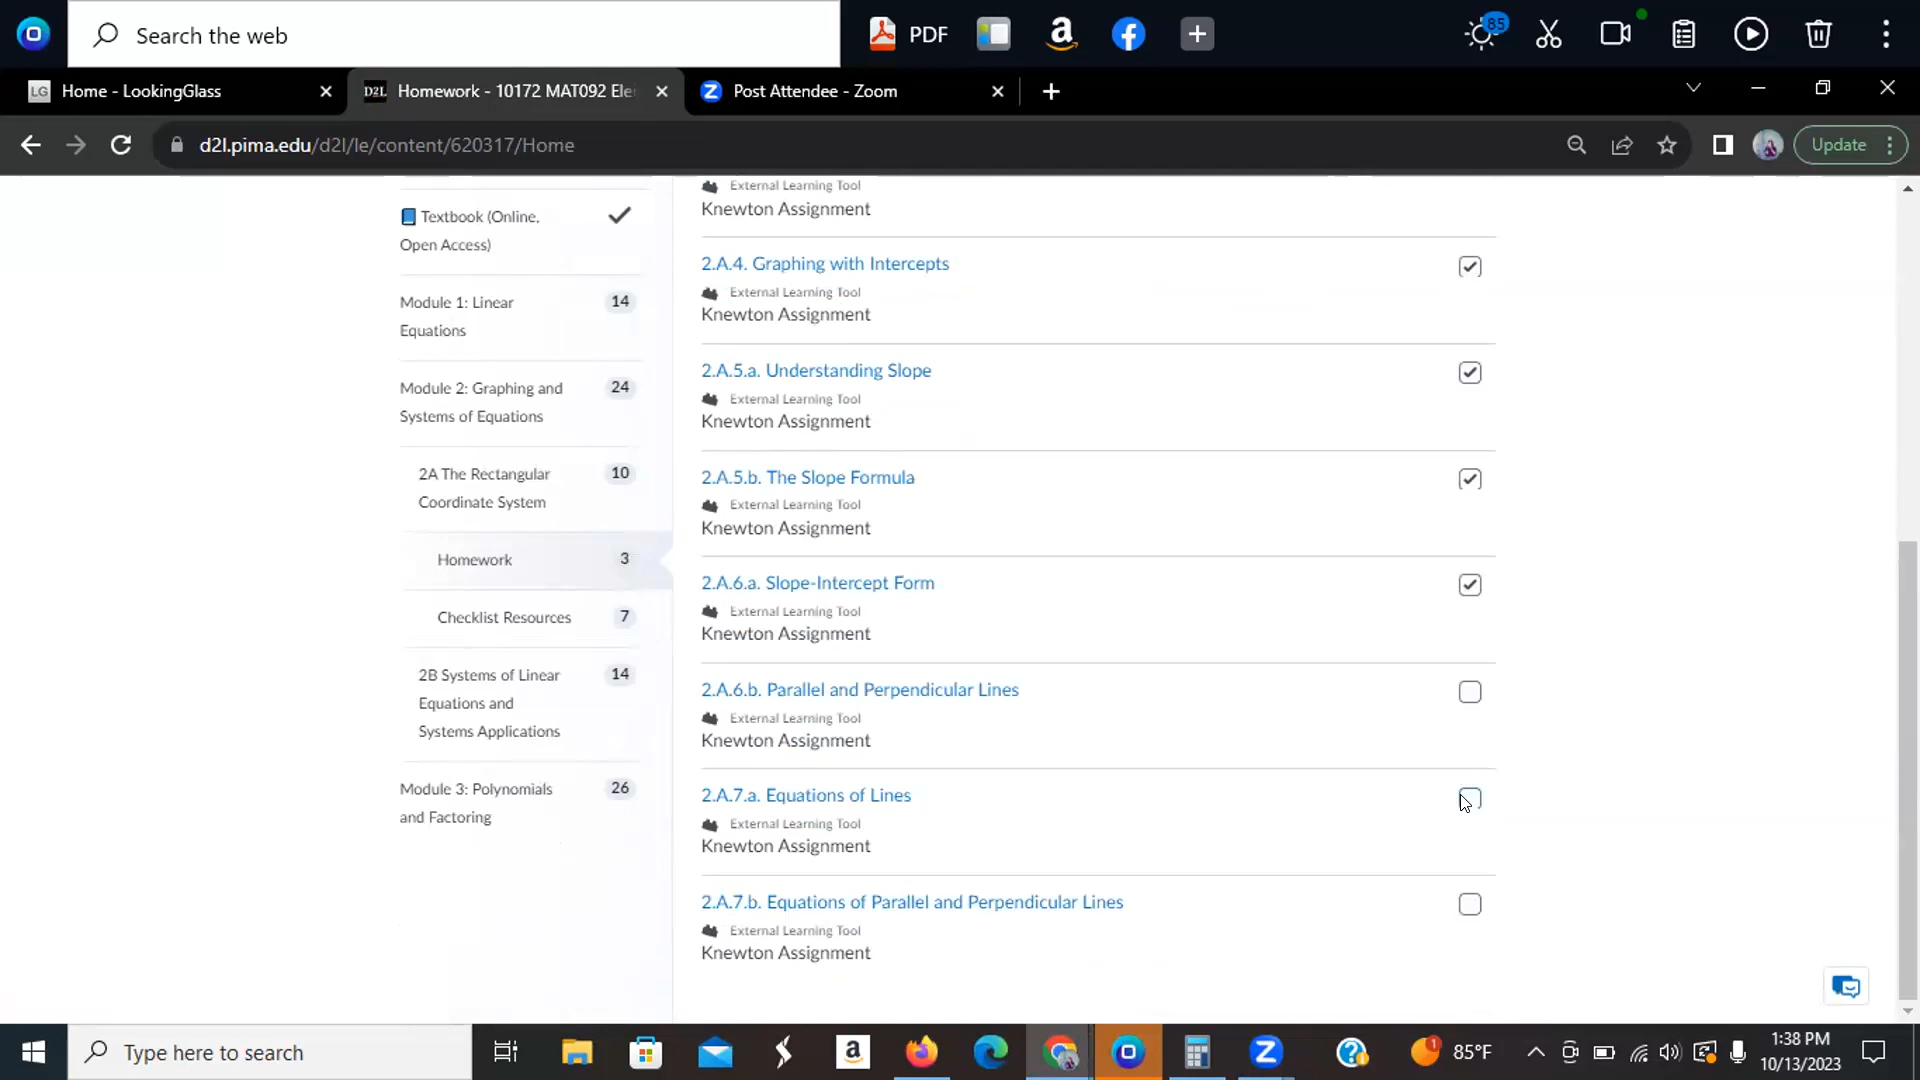 Search the web
PDF
85
LG Home - LookingGlass
D2L Homework - 10172 MAT092 Ele
Post Attendee - Zoom
d2l.pima.edu/d2l/le/content/620317/Home
Update
Textbook (Online,
Open Access)
Module 1: Linear
Equations
14
Module 2: Graphing and
Systems of Equations
24
2A The Rectangular
Coordinate System
10
Homework
3
Checklist Resources
7
2B Systems of Linear
Equations and
Systems Applications
14
Module 3: Polynomials
and Factoring
26
External Learning Tool
Knewton Assignment
2.A.4. Graphing with Intercepts
External Learning Tool
Knewton Assignment
2.A.5.a. Understanding Slope
External Learning Tool
Knewton Assignment
2.A.5.b. The Slope Formula
External Learning Tool
Knewton Assignment
2.A.6.a. Slope-Intercept Form
External Learning Tool
Knewton Assignment
2.A.6.b. Parallel and Perpendicular Lines
External Learning Tool
Knewton Assignment
2.A.7.a. Equations of Lines
External Learning Tool
Knewton Assignment
2.A.7.b. Equations of Parallel and Perpendicular Lines
External Learning Tool
Knewton Assignment
Type here to search
85°F
1:38 PM
10/13/2023